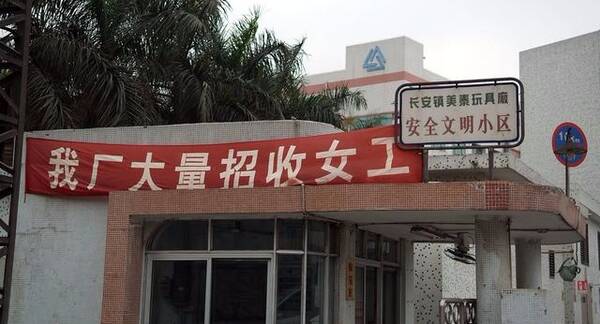 我厂大量招收女工
长安镇美泰玩具廠
安全文明小区